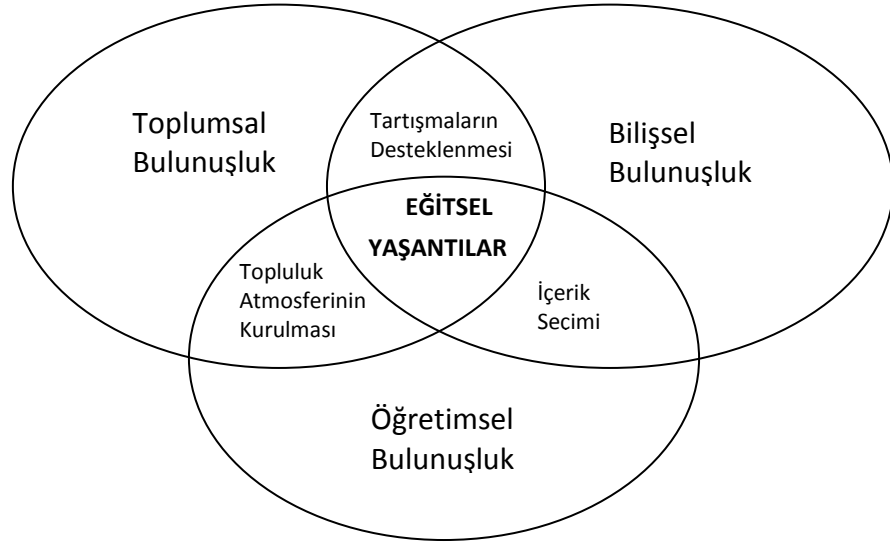 Toplumsal
Bulunuşluk
Tartışmaların
Desteklenmesi
Bilişsel
Bulunuşluk
EĞİTSEL
YAŞANTILAR
Topluluk
Atmosferinin
Kurulması
İçerik
Secimi
Öğretimsel
Bulunuşluk